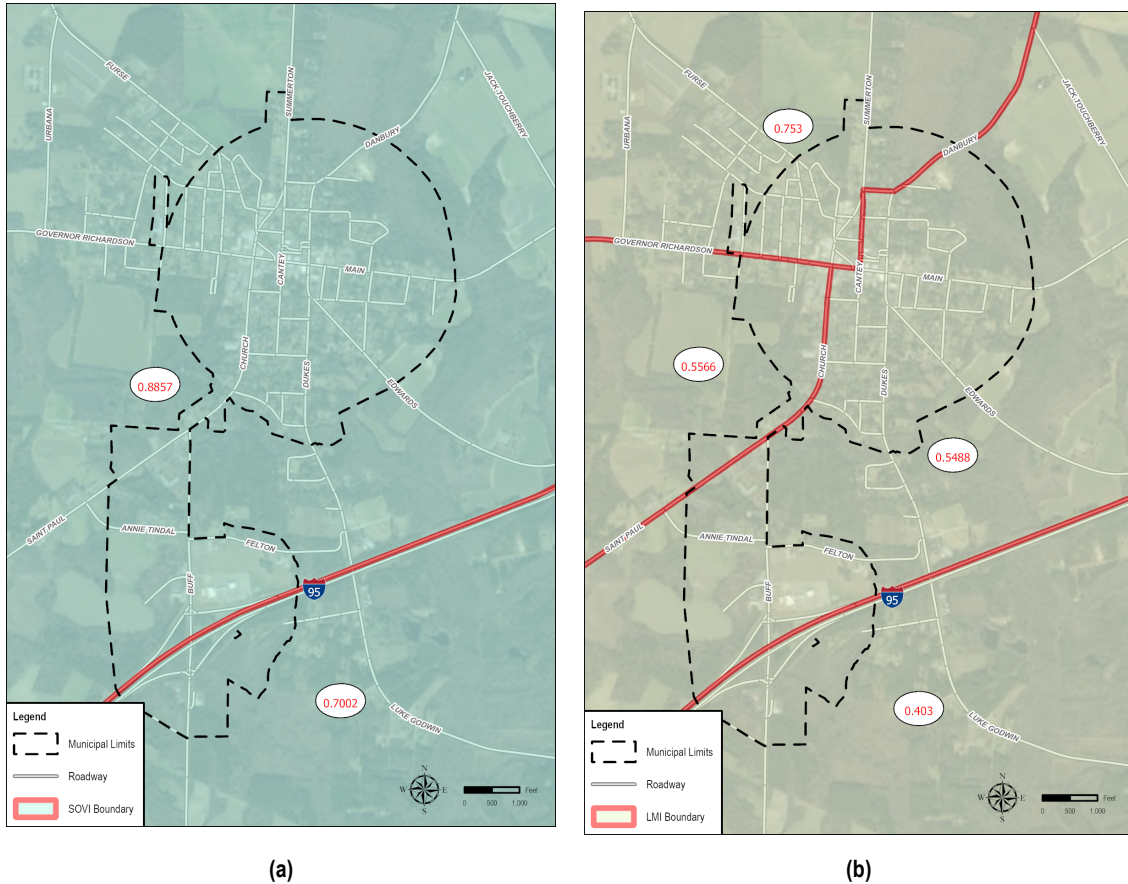 FURSE
SUMMERTON
URBANA
JACK TOUCHBERRY
DANBURY
GOVERNOR RICHARDSON
CANTEY
MAIN
CHURCH
DUKES
0.8857
EDWARDS
SAINT PAUL
ANNIE TINDAL
FELTON
BUFF
95
0.7002
LUKE GODWIN
Legend
Municipal Limits
Roadway
SOVI Boundary
N
W
E
S
0
500
1,000
Feet
(a)
FURSE
SUMMERTON
URBANA
JACK TOUCHBERRY
0.753
DANBURY
GOVERNOR RICHARDSON
CANTEY
MAIN
0.5566
CHURCH
DUKES
EDWARDS
0.5488
SAINT PAUL
ANNIE TINDAL
FELTON
BUFF
95
0.403
LUKE GODWIN
Legend
Municipal Limits
Roadway
LMI Boundary
N
W
E
S
0
500
1,000
Feet
(b)